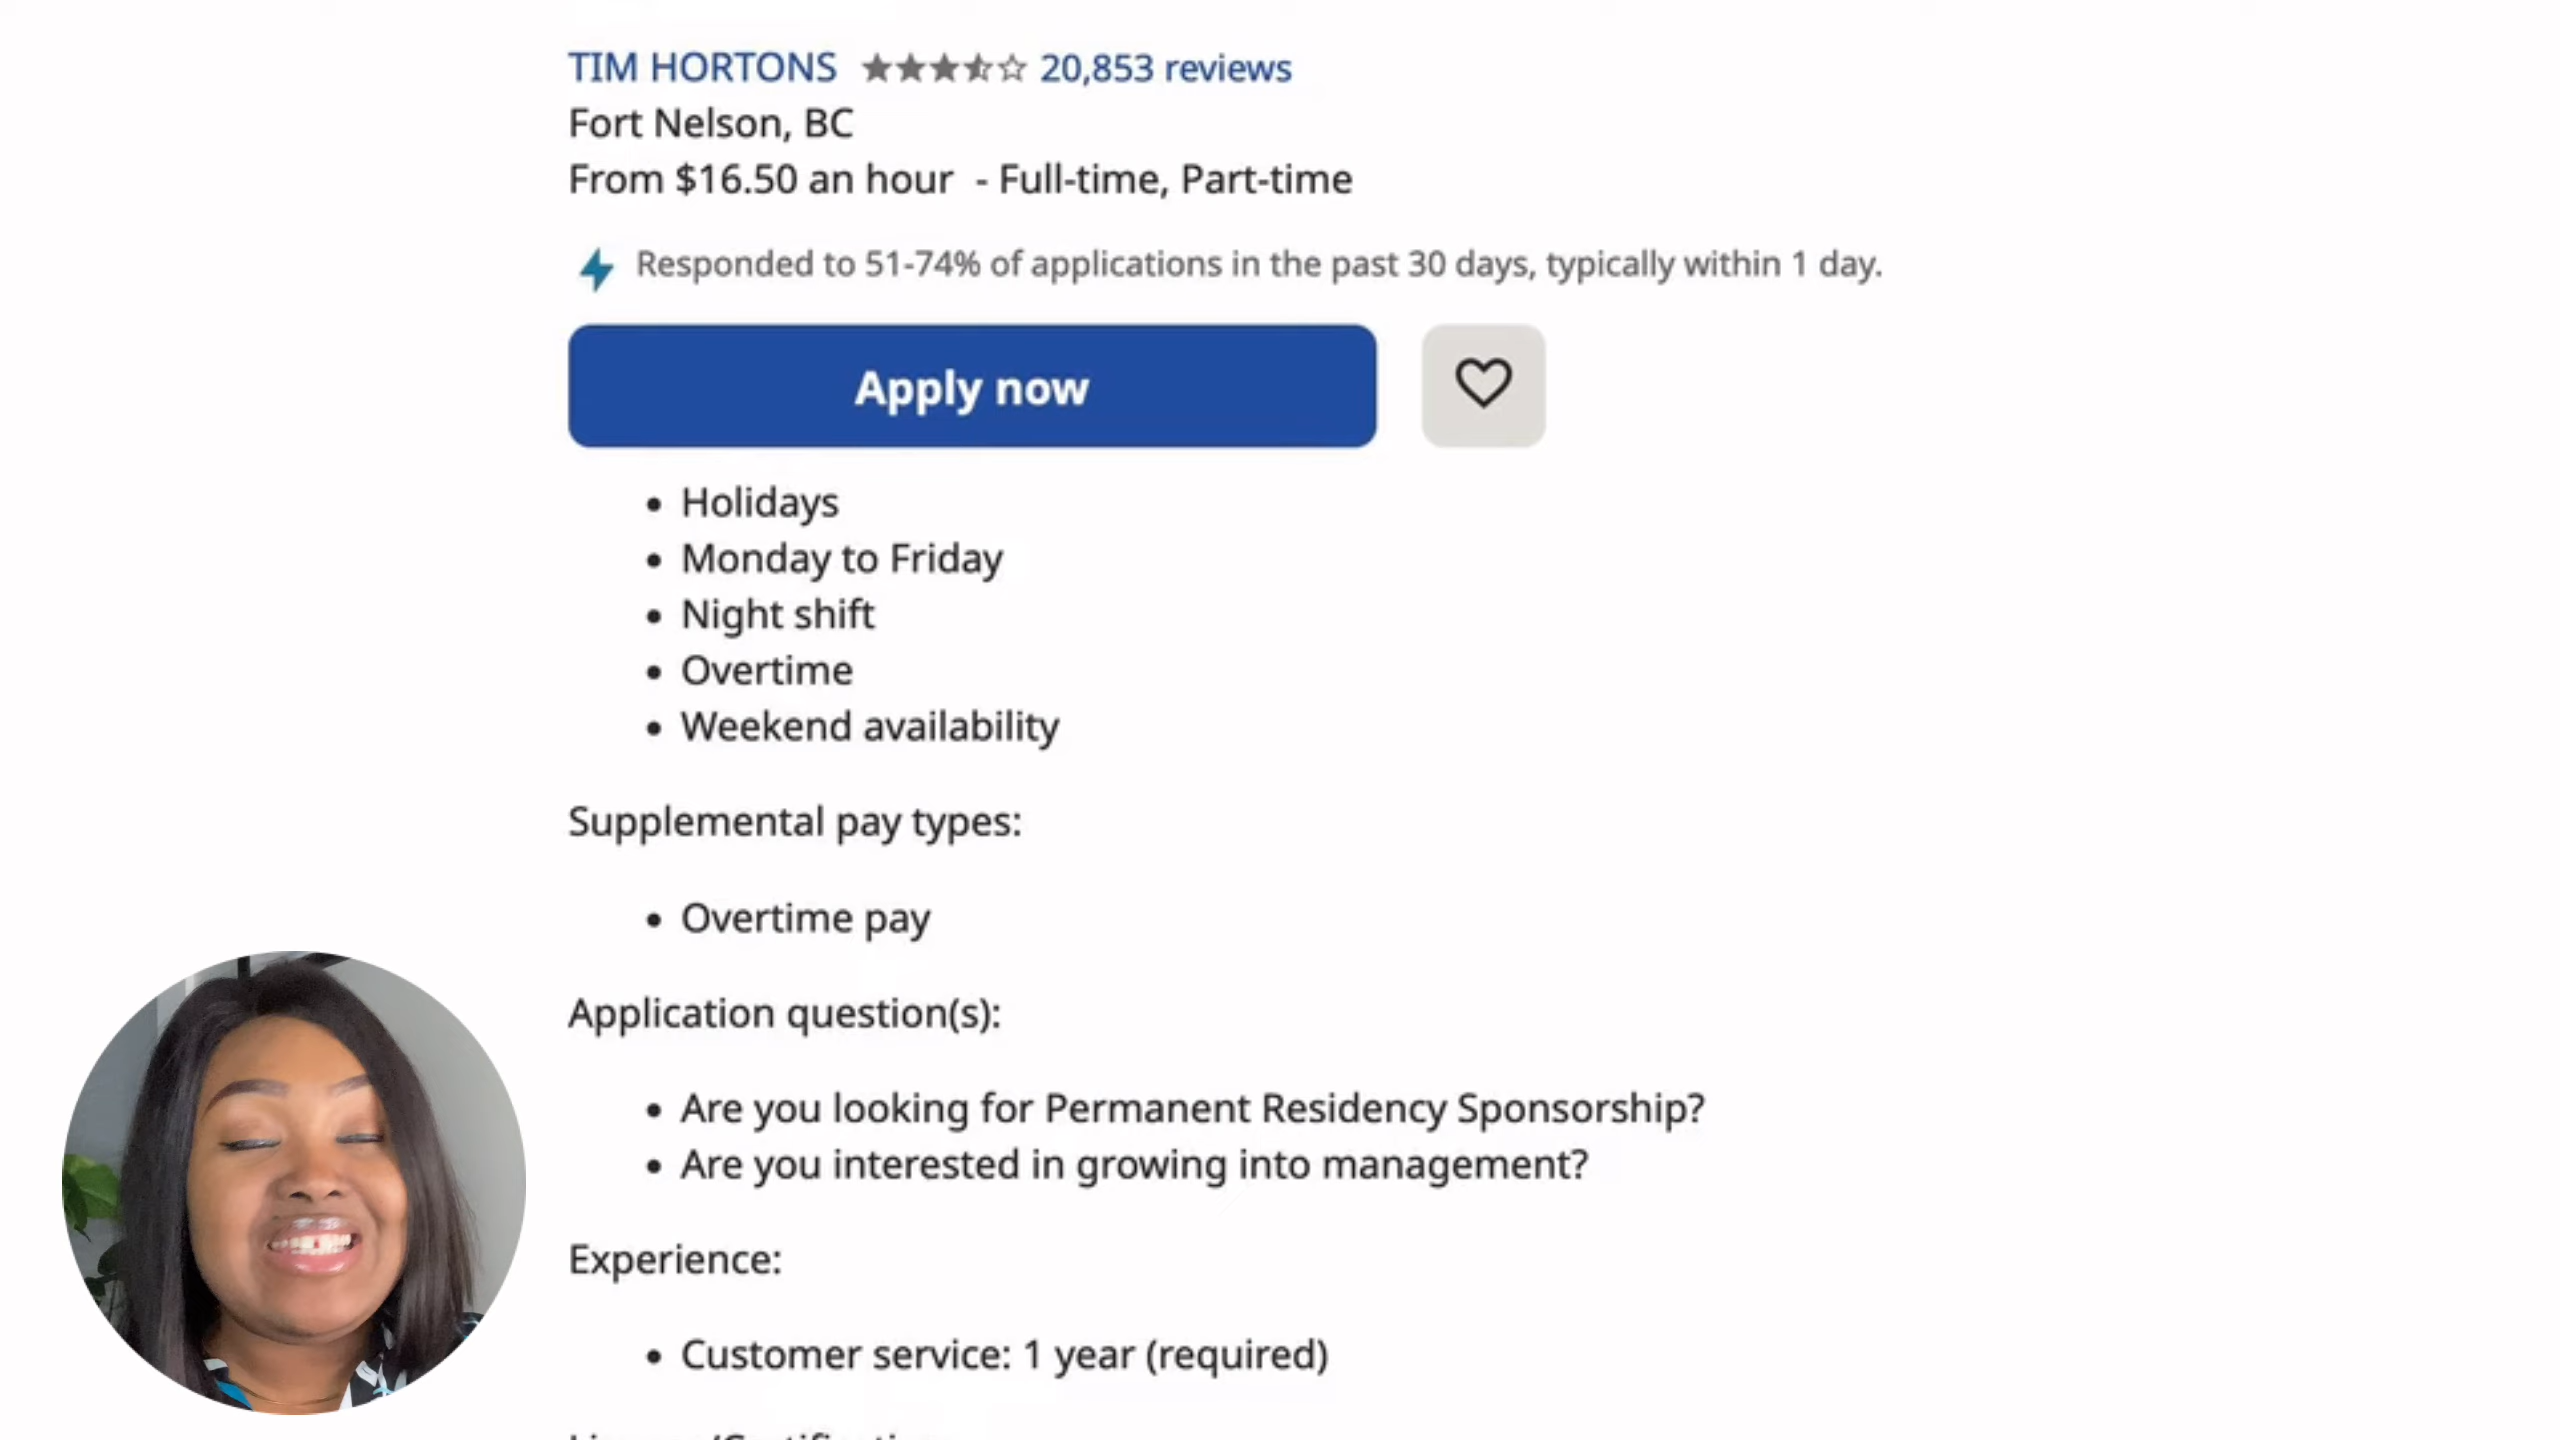 TIM HORTONS 20,853 reviews
Fort Nelson, BC
From $16.50 an hour - Full-time, Part-time
Responded to 51-74% of applications in the past 30 days, typically within 1 day.
Apply now
• Holidays
• Monday to Friday
• Night shift
• Overtime
• Weekend availability
Supplemental pay types:
• Overtime pay
Application question(s):
• Are you looking for Permanent Residency Sponsorship?
• Are you interested in growing into management?
Experience:
• Customer service: 1 year (required)